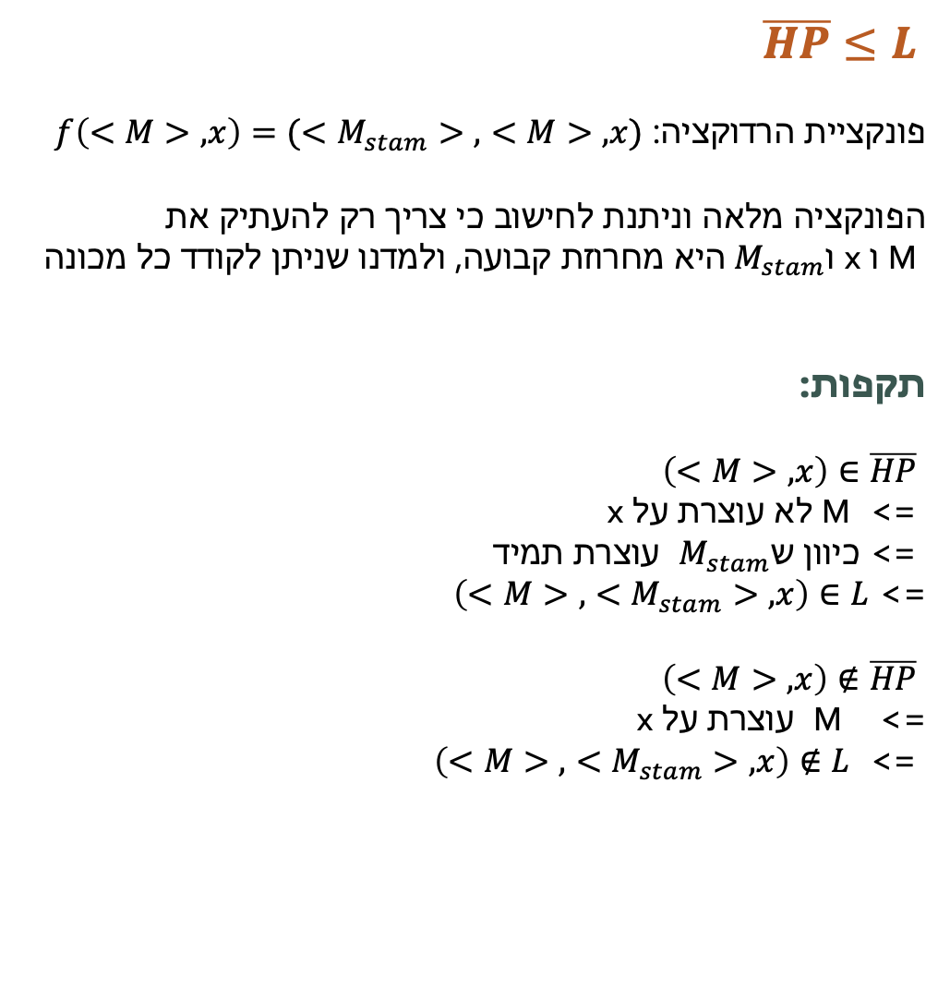 $\overline{HP} \leq L$
פונקציית הרדוקציה: $f(< M >,x) = (< M_{stam} >, < M >,x)$
הפונקציה מלאה וניתנת לחישוב כי צריך רק להעתיק את
M ו x ו$M_{stam}$ היא מחרוזת קבועה, ולמדנו שניתן לקודד כל מכונה
תקפות:
$(< M >,x) \in \overline{HP}$
<= M לא עוצרת על x
<= כיוון ש$M_{stam}$ עוצרת תמיד
<= $(< M >, < M_{stam} >,x) \in L$
$(< M >,x) \notin \overline{HP}$
<= M עוצרת על x
<= $(< M >, < M_{stam} >,x) \notin L$